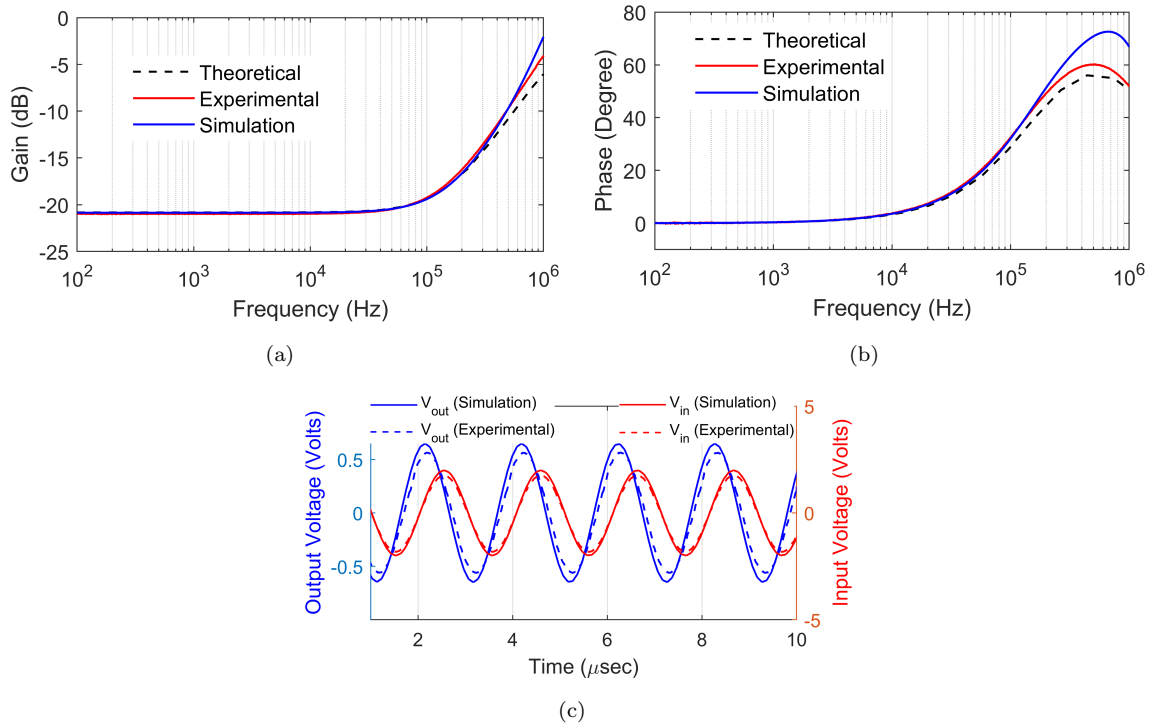 0
-5
-10
-15
-20
-25
Gain (dB)
Theoretical
Experimental
Simulation
10^2
10^3
10^4
10^5
10^6
Frequency (Hz)
(a)
80
60
40
20
0
Phase (Degree)
Theoretical
Experimental
Simulation
10^2
10^3
10^4
10^5
10^6
Frequency (Hz)
(b)
V_out (Simulation)
V_in (Simulation)
V_out (Experimental)
V_in (Experimental)
0.5
0
-0.5
Output Voltage (Volts)
5
0
-5
Input Voltage (Volts)
2
4
6
8
10
Time (μsec)
(c)